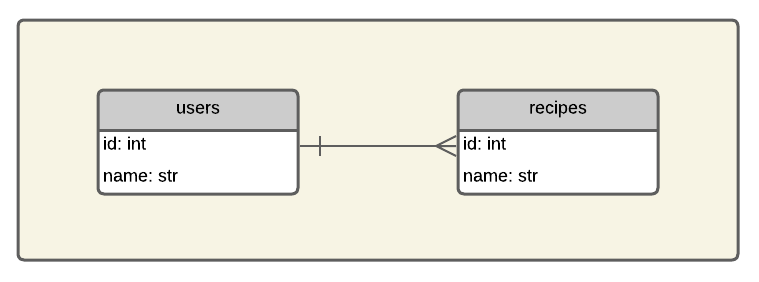 users
id: int
name: str
recipes
id: int
name: str